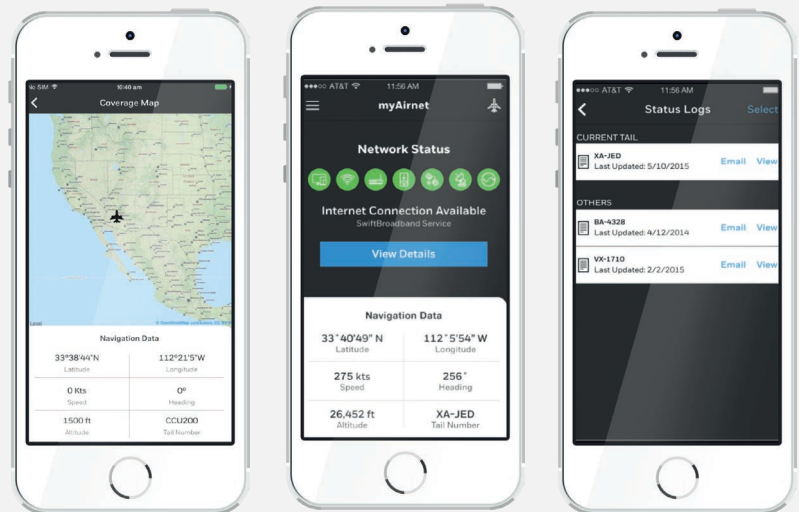 No SIM 10:40 am
Coverage Map
Navigation Data
33°38'44"N 112°21'5"W
Latitude Longitude
0 Kts 0°
Speed Heading
1500 ft CCU200
Altitude Tail Number
AT&T 11:56 AM
myAirnet
Network Status
Internet Connection Available
SwiftBroadband Service
View Details
Navigation Data
33°40'49" N 112°5'54" W
Latitude Longitude
275 kts 256°
Speed Heading
26,452 ft XA-JED
Altitude Tail Number
AT&T 11:56 AM
Status Logs Select
CURRENT TAIL
XA-JED
Last Updated: 5/10/2015 Email View
OTHERS
BA-4328
Last Updated: 4/12/2014 Email View
VX-1710
Last Updated: 2/2/2015 Email View